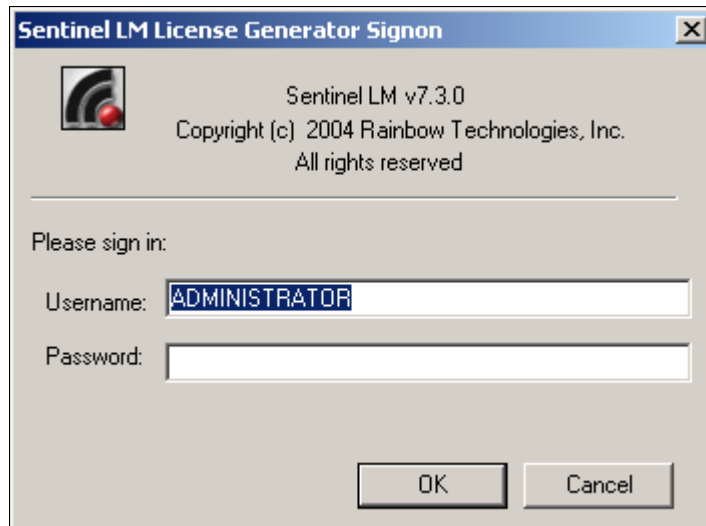 Sentinel LM License Generator Signon
Sentinel LM v7.3.0
Copyright (c) 2004 Rainbow Technologies, Inc.
All rights reserved
Please sign in:
Username: ADMINISTRATOR
Password:
OK Cancel